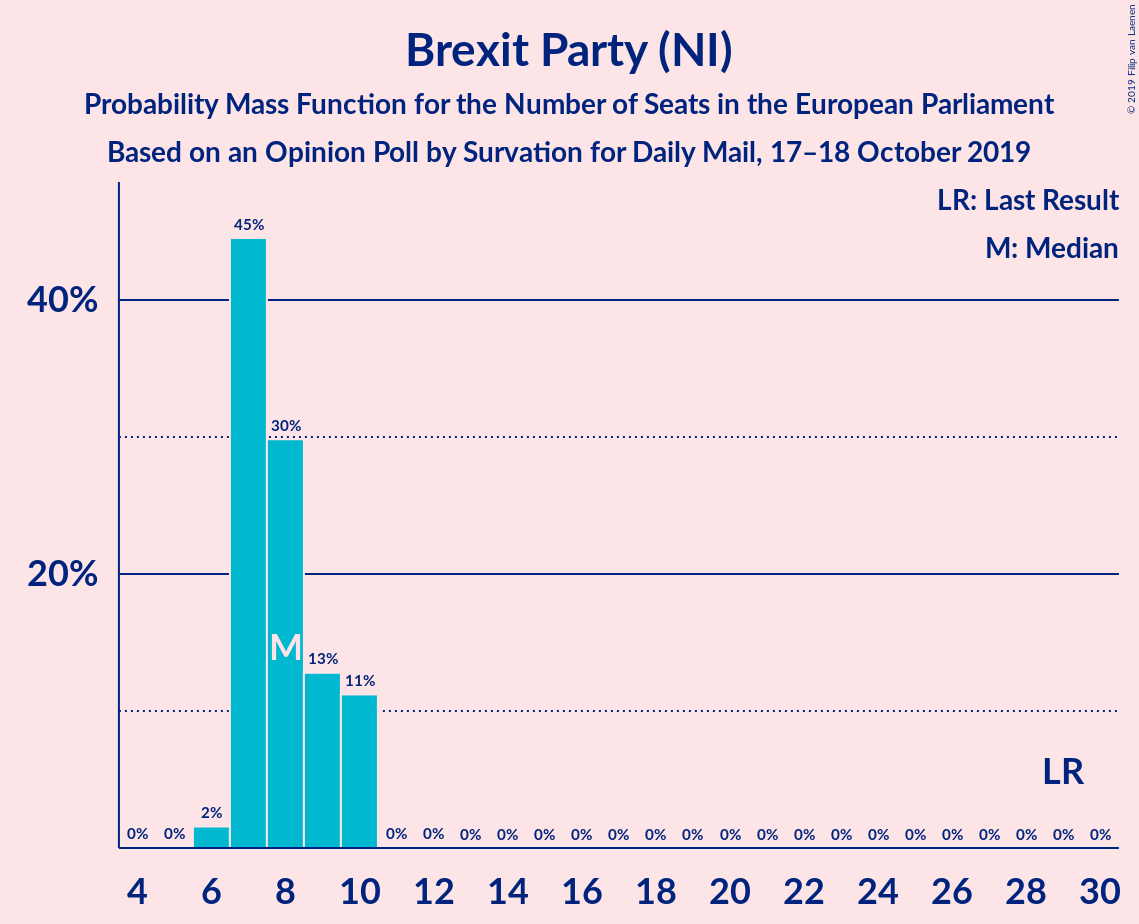 Brexit Party (NI)
Probability Mass Function for the Number of Seats in the European Parliament
Based on an Opinion Poll by Survation for Daily Mail, 17–18 October 2019
© 2019 Filip van Laenen
LR: Last Result
M: Median
40%
20%
0% 0% 2% 45% 30% 13% 11% 0% 0% 0% 0% 0% 0% 0% 0% 0% 0% 0% 0% 0% 0% 0% 0% 0% 0% 0% 0%
M
LR
4 6 8 10 12 14 16 18 20 22 24 26 28 30